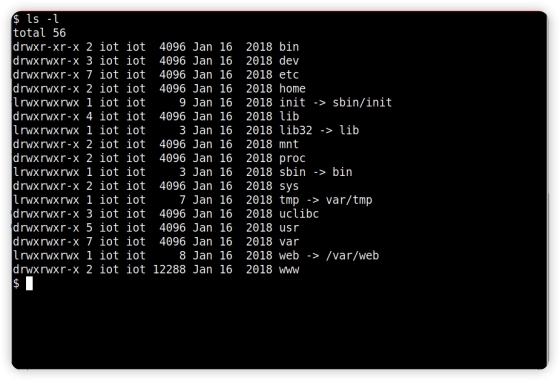 $ ls -l
total 56
drwxr-xr-x 2 iot iot  4096 Jan 16  2018 bin
drwxrwxr-x 3 iot iot  4096 Jan 16  2018 dev
drwxrwxr-x 7 iot iot  4096 Jan 16  2018 etc
drwxrwxr-x 2 iot iot  4096 Jan 16  2018 home
lrwxrwxrwx 1 iot iot     9 Jan 16  2018 init -> sbin/init
drwxrwxr-x 4 iot iot  4096 Jan 16  2018 lib
lrwxrwxrwx 1 iot iot     3 Jan 16  2018 lib32 -> lib
drwxrwxr-x 2 iot iot  4096 Jan 16  2018 mnt
drwxrwxr-x 2 iot iot  4096 Jan 16  2018 proc
lrwxrwxrwx 1 iot iot     3 Jan 16  2018 sbin -> bin
drwxrwxr-x 2 iot iot  4096 Jan 16  2018 sys
lrwxrwxrwx 1 iot iot     7 Jan 16  2018 tmp -> var/tmp
drwxrwxr-x 3 iot iot  4096 Jan 16  2018 uclibc
drwxrwxr-x 5 iot iot  4096 Jan 16  2018 usr
drwxrwxr-x 7 iot iot  4096 Jan 16  2018 var
lrwxrwxrwx 1 iot iot     8 Jan 16  2018 web -> /var/web
drwxrwxr-x 2 iot iot 12288 Jan 16  2018 www
$